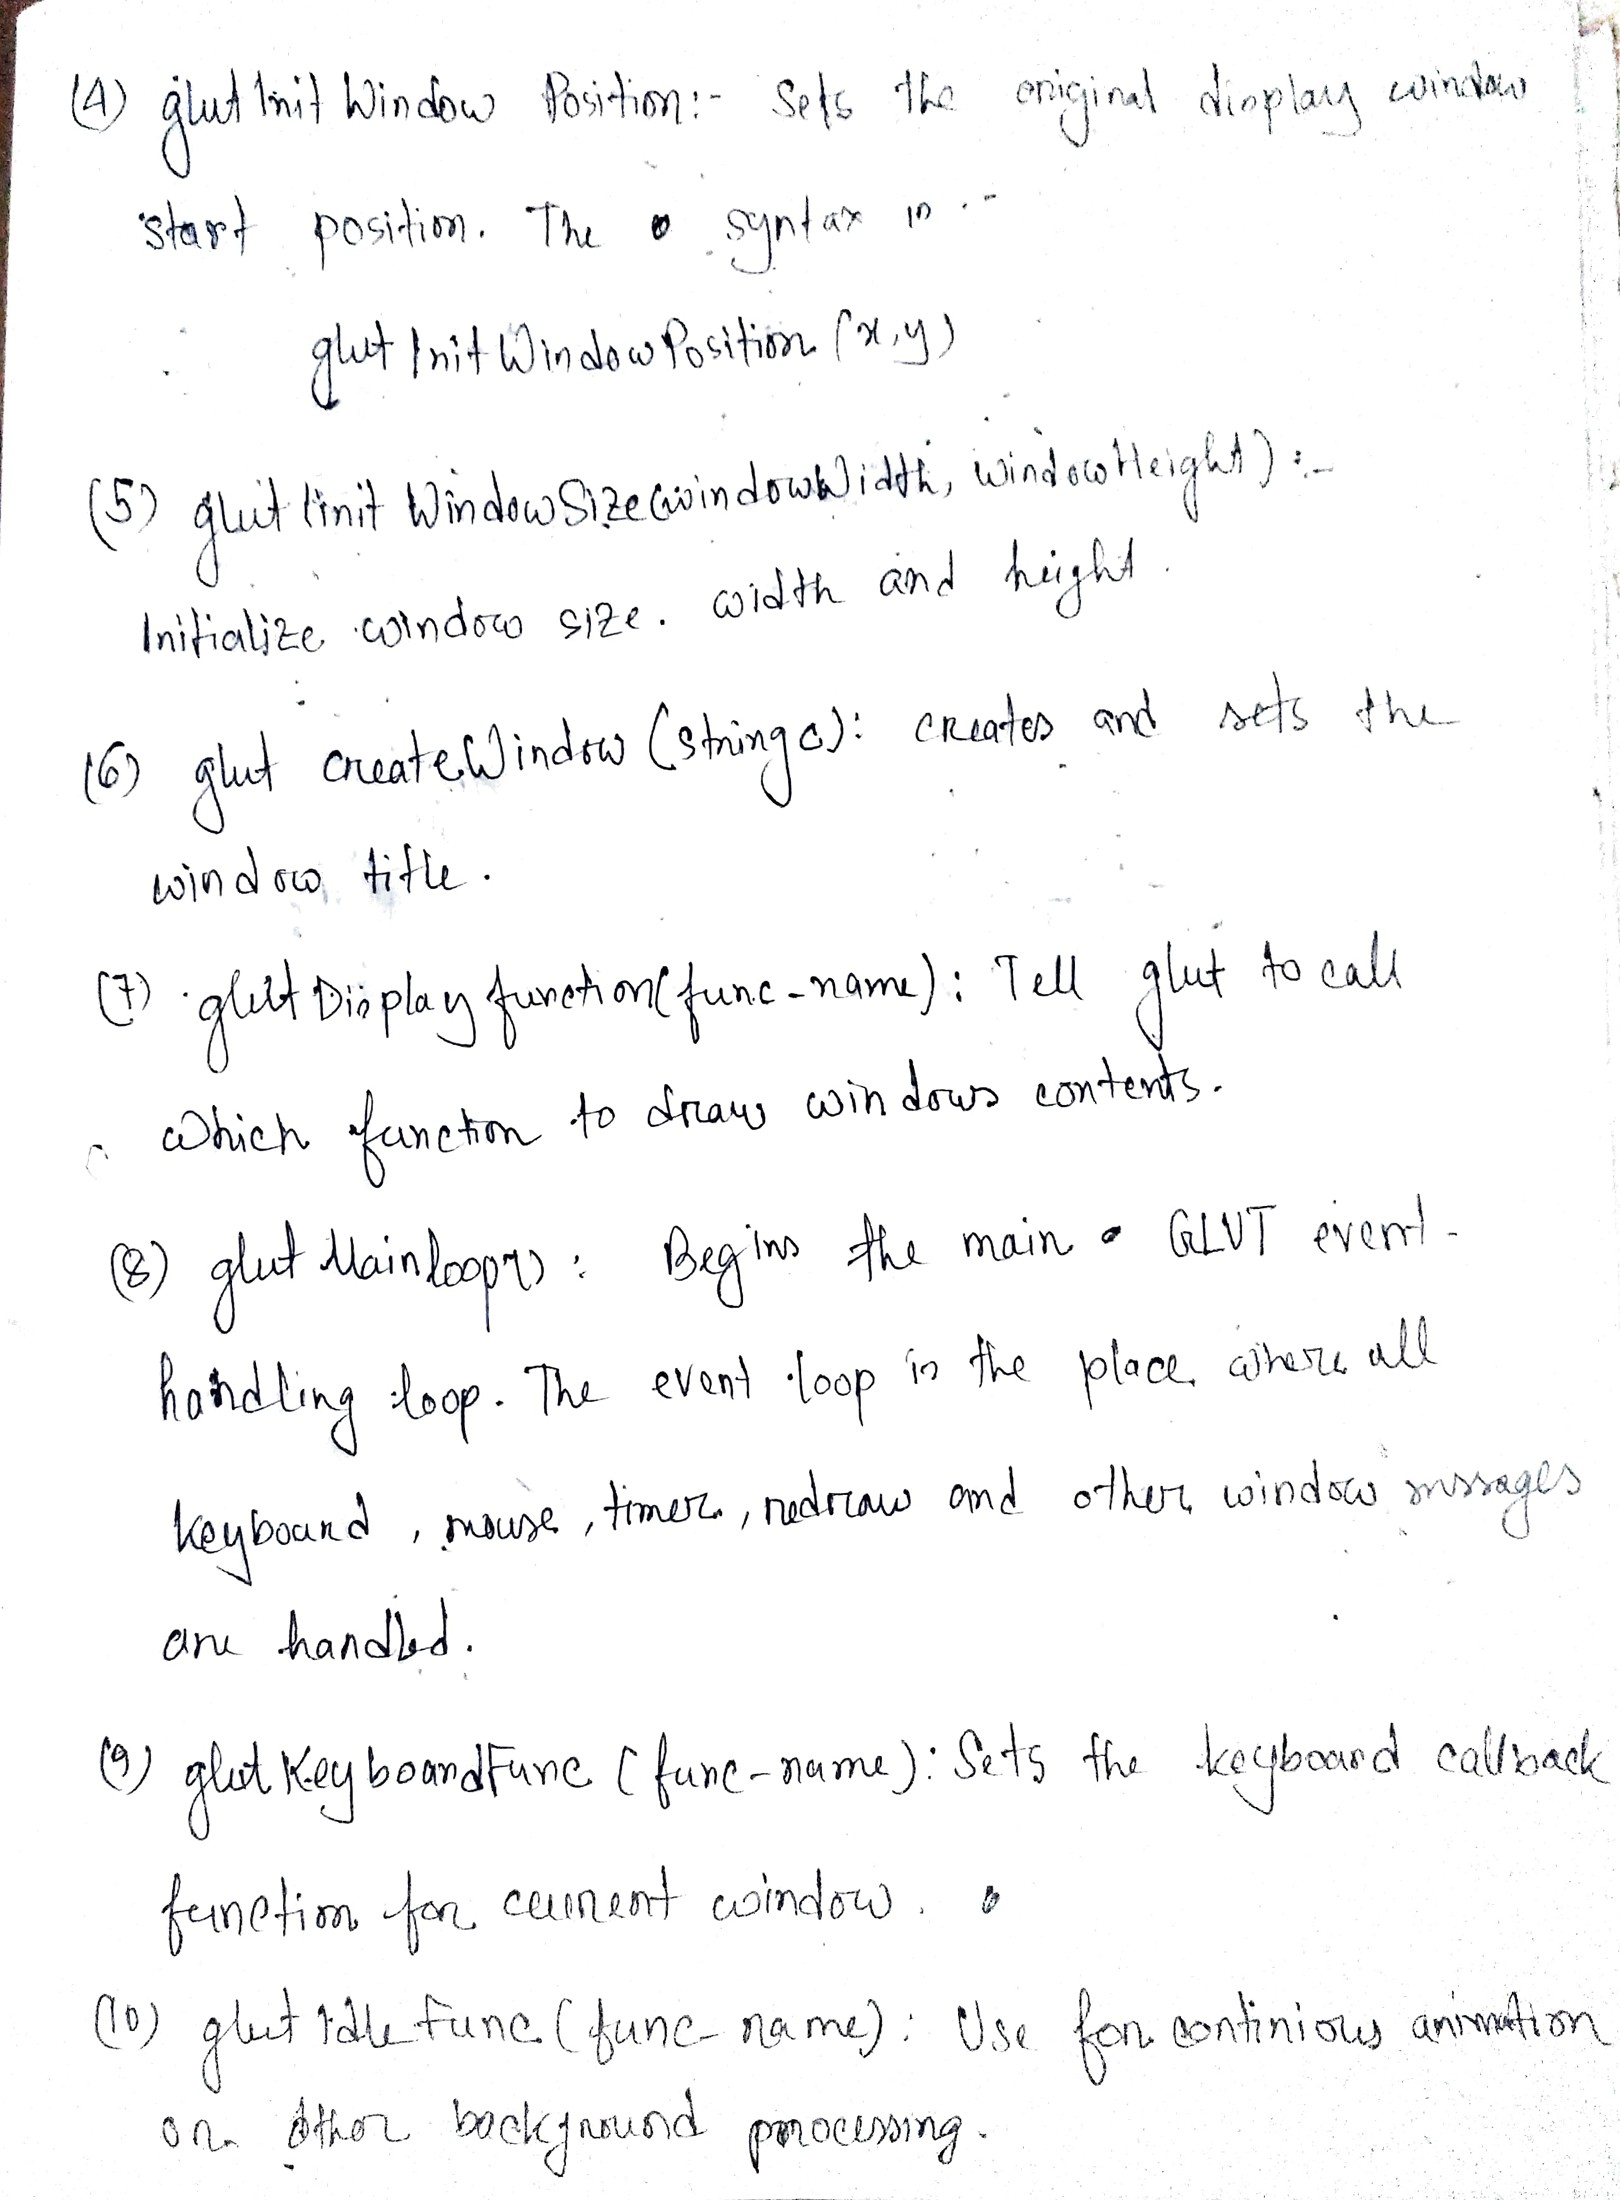 (4) glut Init Window Position:- Sets the original display window
start position. The syntax is :-
glut Init Window Position (x,y)
(5) glut Init WindowSize(windowWidth, windowHeight) :-
Initialize window size. width and height.
(6) glut createWindow (string c): creates and sets the
window title.
(7) glut Display function(func-name): Tell glut to call
which function to draw windows contents.
(8) glut MainLoop(): Begins the main GLUT event-
handling loop. The event loop is the place where all
keyboard, mouse, timer, redraw and other window messages
are handled.
(9) glut KeyboardFunc (func-name): Sets the keyboard callback
function for current window.
(10) glut Idle Func (func-name): Use for continious animation
or other background processing.